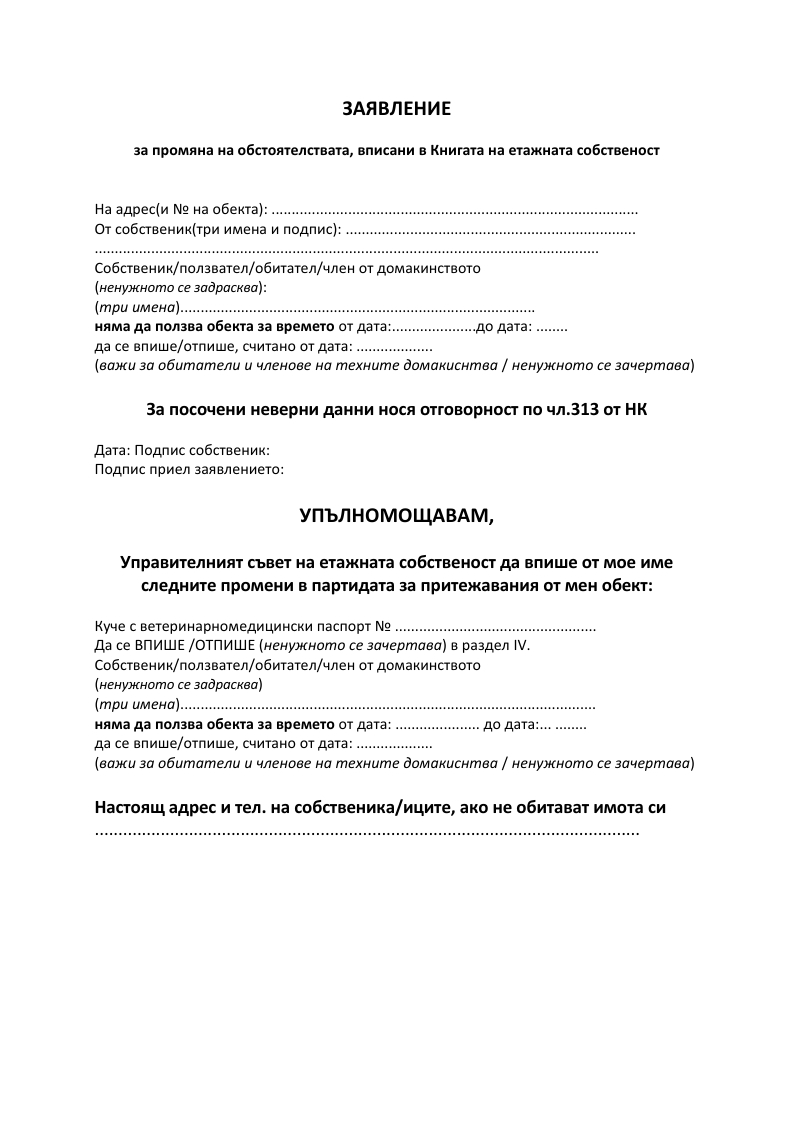 ЗАЯВЛЕНИЕ
за промяна на обстоятелствата, вписани в Книгата на етажната собственост
На адрес(и № на обекта): ...........................................................................................
От собственик(три имена и подпис): ........................................................................
.............................................................................................................................
Собственик/ползвател/обитател/член от домакинството
(ненужното се задрасква):
(три имена)........................................................................................
няма да ползва обекта за времето от дата:.....................до дата: ........
да се впише/отпише, считано от дата: ...................
(важи за обитатели и членове на техните домакиснтва / ненужното се зачертава)
За посочени неверни данни нося отговорност по чл.313 от НК
Дата: Подпис собственик:
Подпис приел заявлението:
УПЪЛНОМОЩАВАМ,
Управителният съвет на етажната собственост да впише от мое име
следните промени в партидата за притежавания от мен обект:
Куче с ветеринарномедицински паспорт № ..................................................
Да се ВПИШЕ /ОТПИШЕ (ненужното се зачертава) в раздел IV.
Собственик/ползвател/обитател/член от домакинството
(ненужното се задрасква)
(три имена).......................................................................................................
няма да ползва обекта за времето от дата: ..................... до дата:... ........
да се впише/отпише, считано от дата: ...................
(важи за обитатели и членове на техните домакиснтва / ненужното се зачертава)
Настоящ адрес и тел. на собственика/иците, ако не обитават имота си
....................................................................................................................